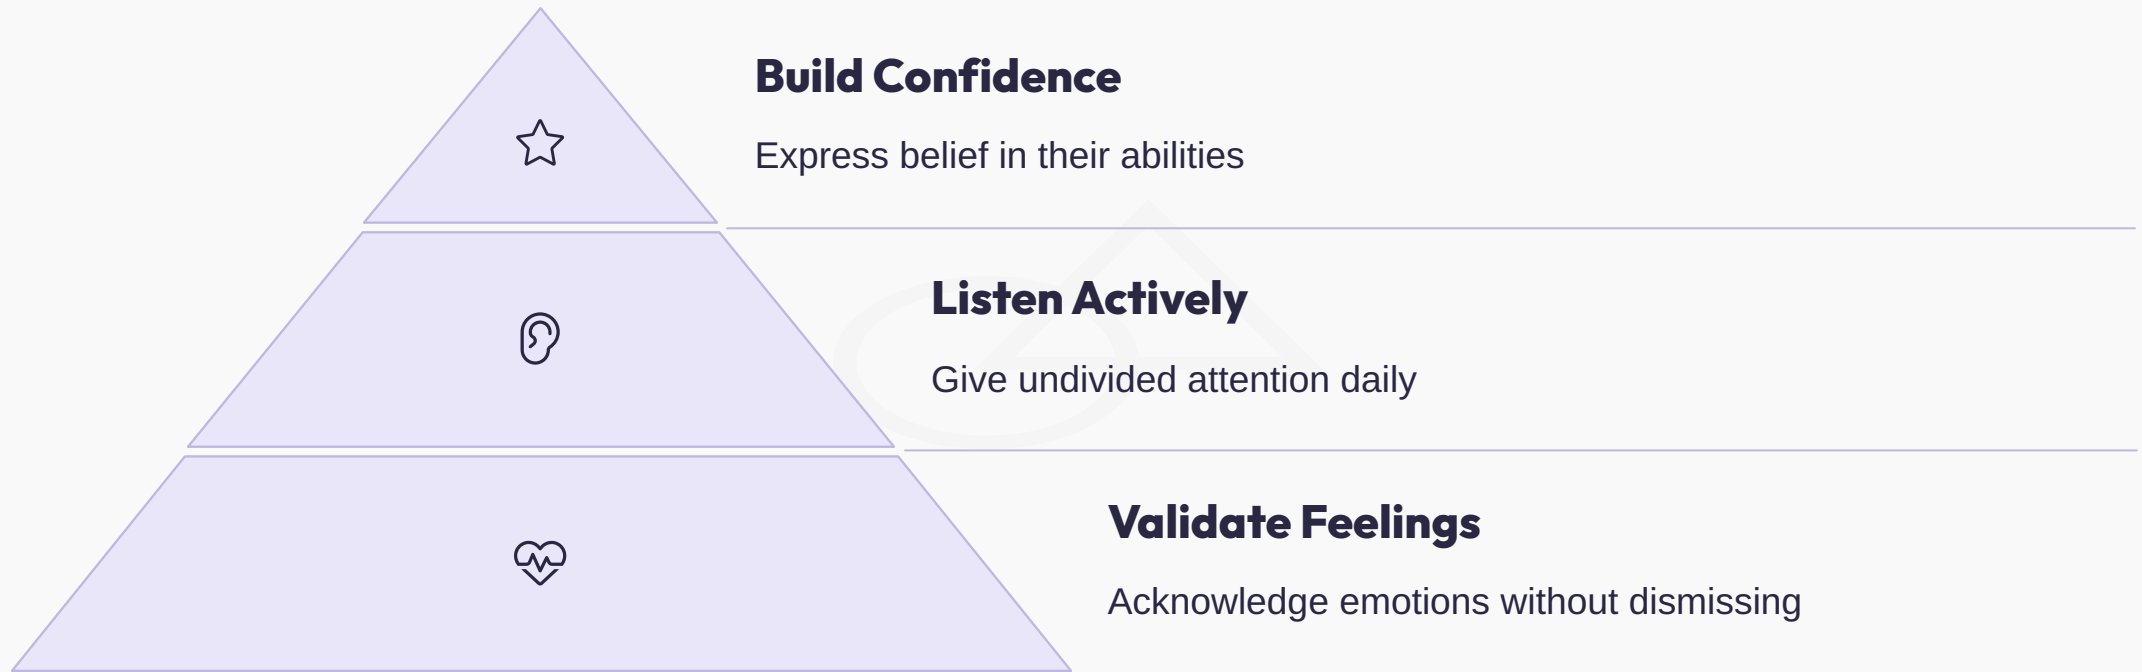 Build Confidence
Express belief in their abilities
Listen Actively
Give undivided attention daily
Validate Feelings
Acknowledge emotions without dismissing